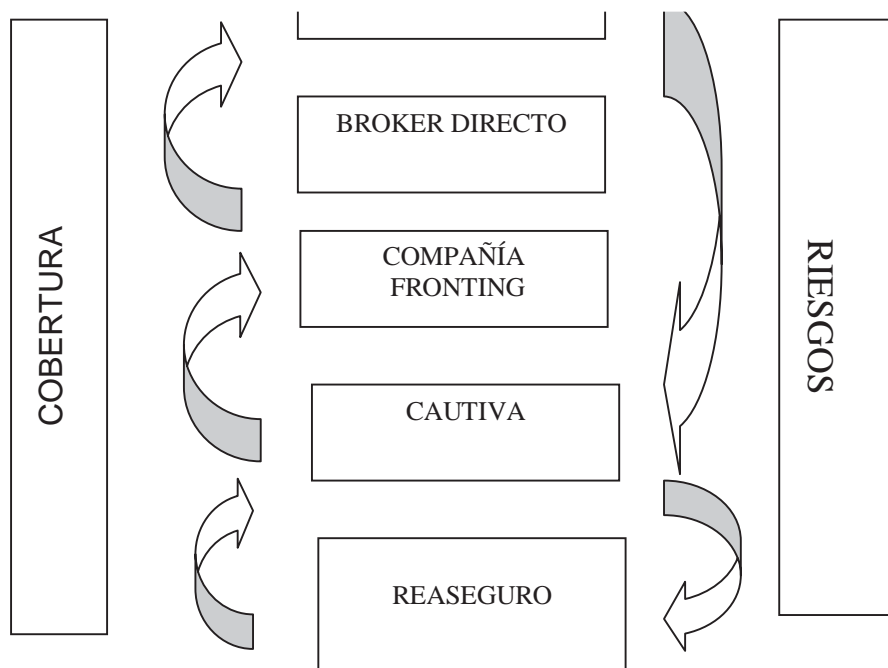 COBERTURA
BROKER DIRECTO
COMPAÑÍA
FRONTING
CAUTIVA
REASEGURO
RIESGOS